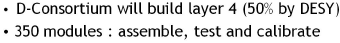 • D-Consortium will build layer 4 (50% by DESY)
• 350 modules : assemble, test and calibrate